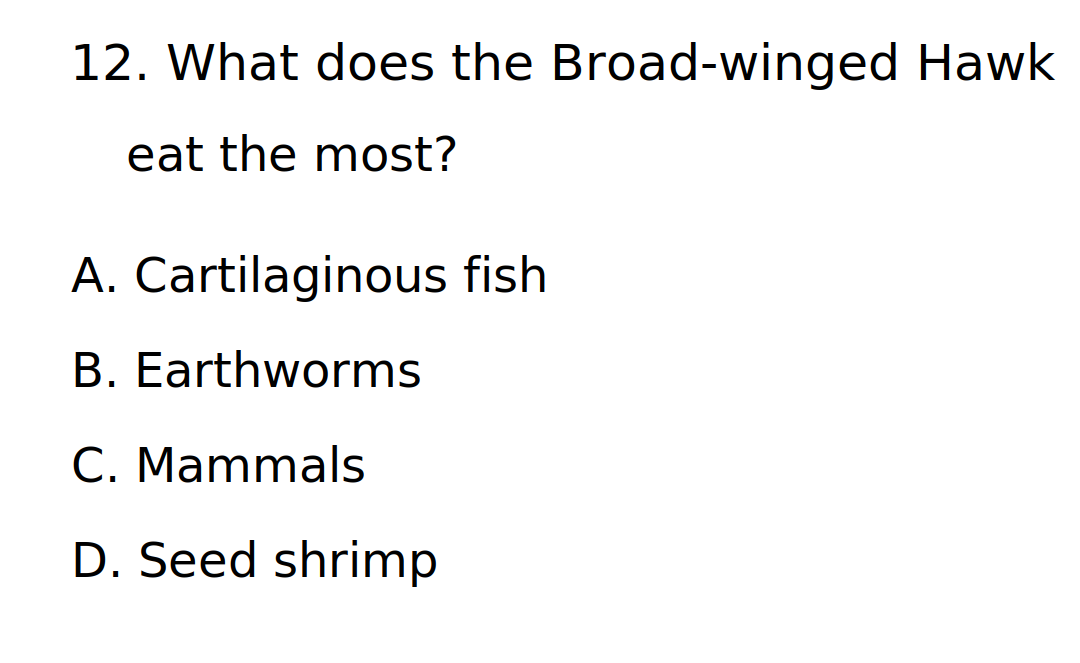 12. What does the Broad-winged Hawk
eat the most?
A. Cartilaginous fish
B. Earthworms
C. Mammals
D. Seed shrimp